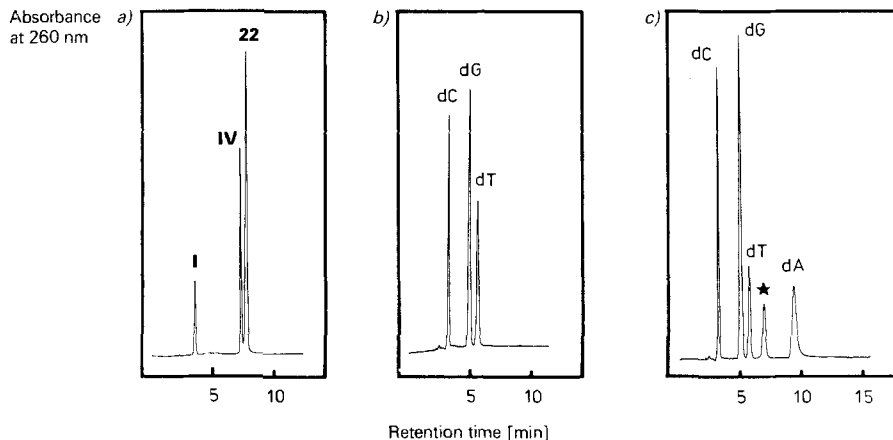 Absorbance
at 260 nm
a)
22
IV
I
5 10
b)
dG
dC
dT
5 10
c)
dG
dC
dT
★
dA
5 10 15
Retention time [min]